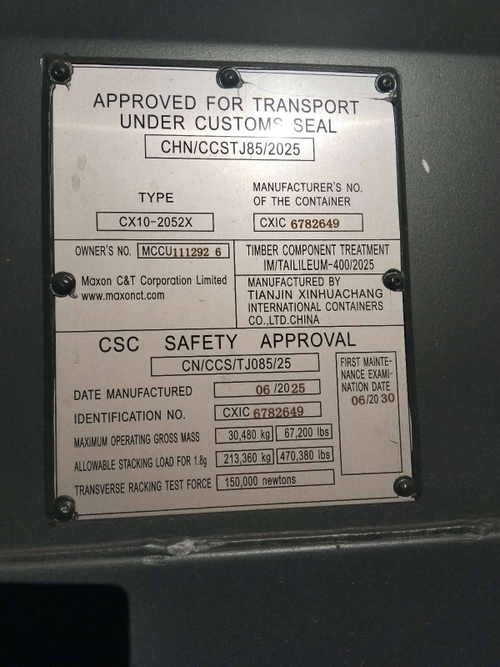 APPROVED FOR TRANSPORT
UNDER CUSTOMS SEAL
CHN/CCSTJ85/2025
TYPE
CX10-2052X
MANUFACTURER'S NO.
OF THE CONTAINER
CXIC 6782649
OWNER'S NO. MCCU111292 6
Maxon C&T Corporation Limited
www.maxonct.com
TIMBER COMPONENT TREATMENT
IM/TAILILEUM-400/2025
MANUFACTURED BY
TIANJIN XINHUACHANG
INTERNATIONAL CONTAINERS
CO.,LTD.CHINA
CSC SAFETY APPROVAL
CN/CCS/TJ085/25
DATE MANUFACTURED 06/2025
IDENTIFICATION NO. CXIC 6782649
MAXIMUM OPERATING GROSS MASS 30,480 kg 67,200 lbs
ALLOWABLE STACKING LOAD FOR 1.8g 213,360 kg 470,380 lbs
TRANSVERSE RACKING TEST FORCE 150,000 newtons
FIRST MAINTE-
NANCE EXAMI-
NATION DATE
06/2030